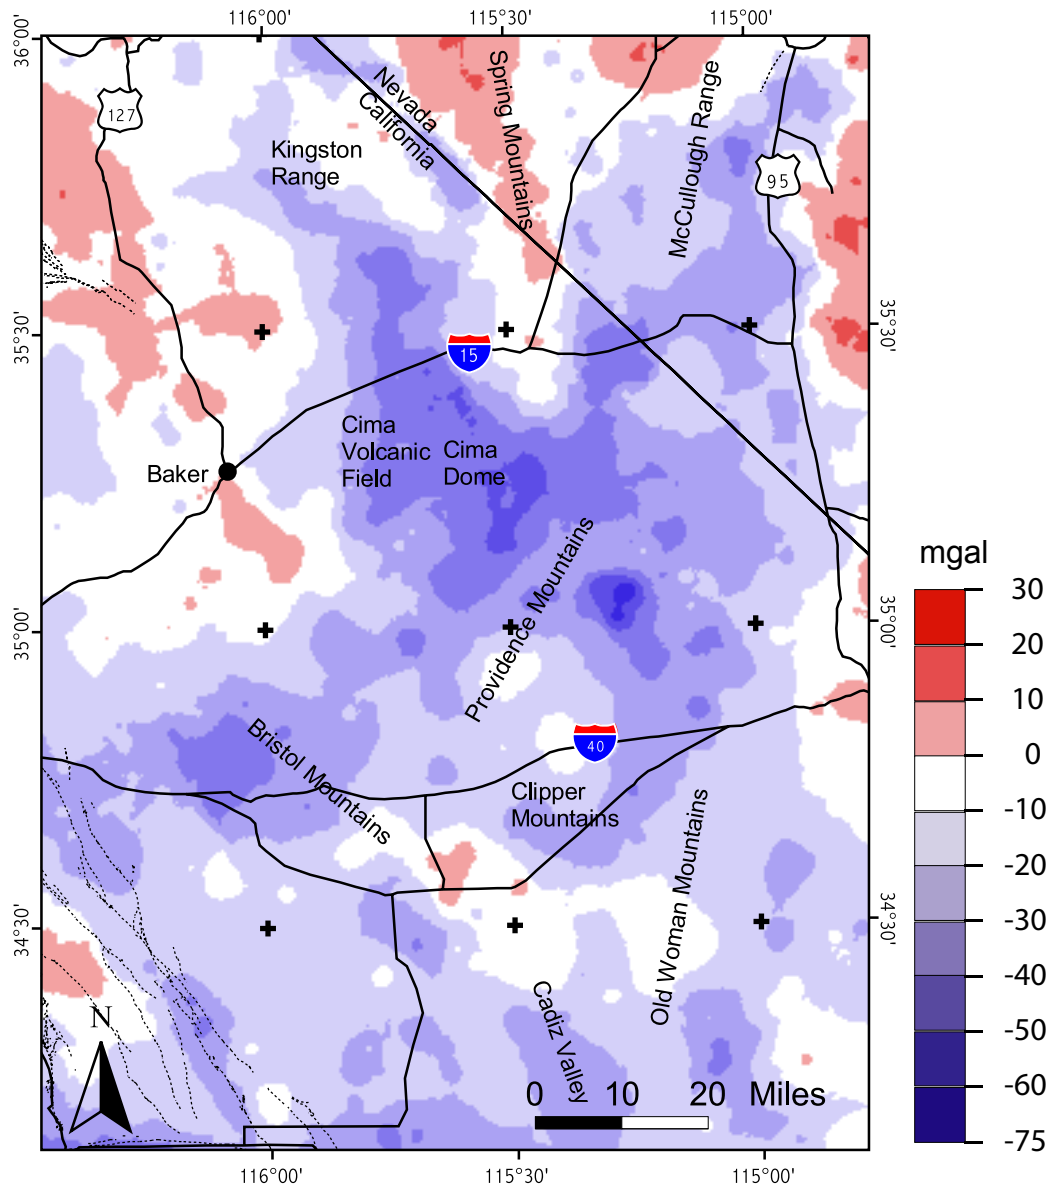 116°00'
115°30'
115°00'
36°00'
127
Nevada
California
Spring Mountains
McCullough Range
Kingston
Range
95
35°30'
35°30'
15
Cima
Volcanic
Field
Cima
Dome
Baker
Providence Mountains
35°00'
35°00'
mgal
30
20
10
0
-10
-20
-30
-40
-50
-60
-75
Bristol Mountains
40
Clipper
Mountains
Old Woman Mountains
34°30'
34°30'
Cadiz Valley
N
0
10
20
Miles
116°00'
115°30'
115°00'